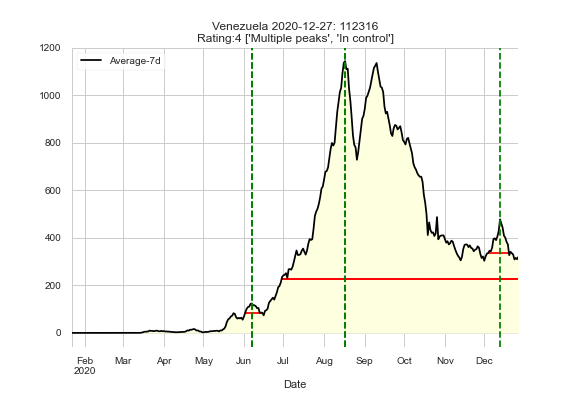 Venezuela 2020-12-27: 112316
Rating:4 ['Multiple peaks', 'In control']
Average-7d
1200
1000
800
600
400
200
0
Feb Mar Apr May Jun Jul Aug Sep Oct Nov Dec
2020
Date